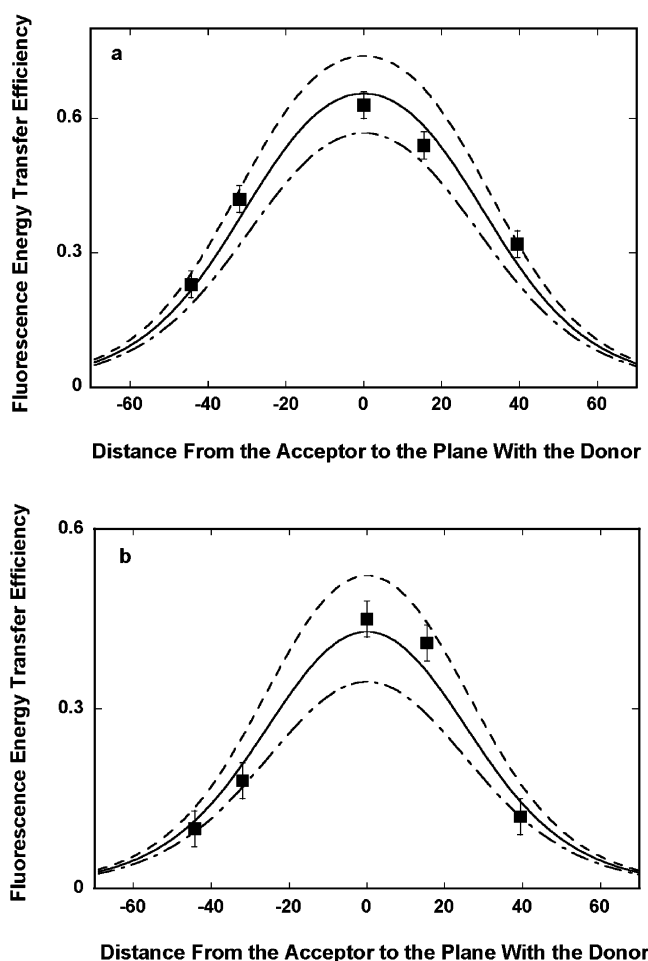 a
Fluorescence Energy Transfer Efficiency
0.6
0.3
0
-60 -40 -20 0 20 40 60
Distance From the Acceptor to the Plane With the Donor
b
Fluorescence Energy Transfer Efficiency
0.6
0.3
0
-60 -40 -20 0 20 40 60
Distance From the Acceptor to the Plane With the Donor